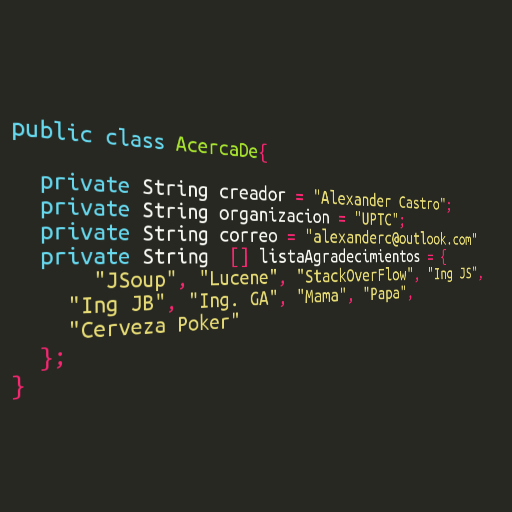 public class AcercaDe{
private String creador = "Alexander Castro";
private String organizacion = "UPTC";
private String correo = "alexanderc@outlook.com"
private String [] listaAgradecimientos = {
"JSoup", "Lucene", "StackOverFlow", "Ing JS",
"Ing JB", "Ing. GA", "Mama", "Papa",
"Cerveza Poker"
};
}